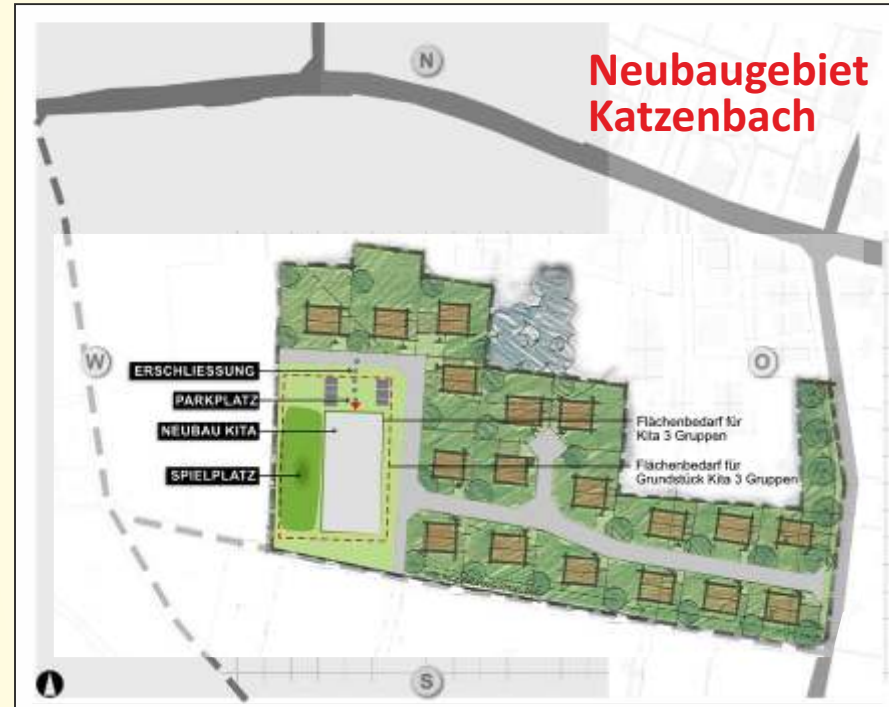 N
Neubaugebiet
Katzenbach
W
O
ERSCHLIESSUNG
PARKPLATZ
NEUBAU KITA
SPIELPLATZ
Flächenbedarf für
Kita 3 Gruppen
Flächenbedarf für
Grundstück Kita 3 Gruppen
S